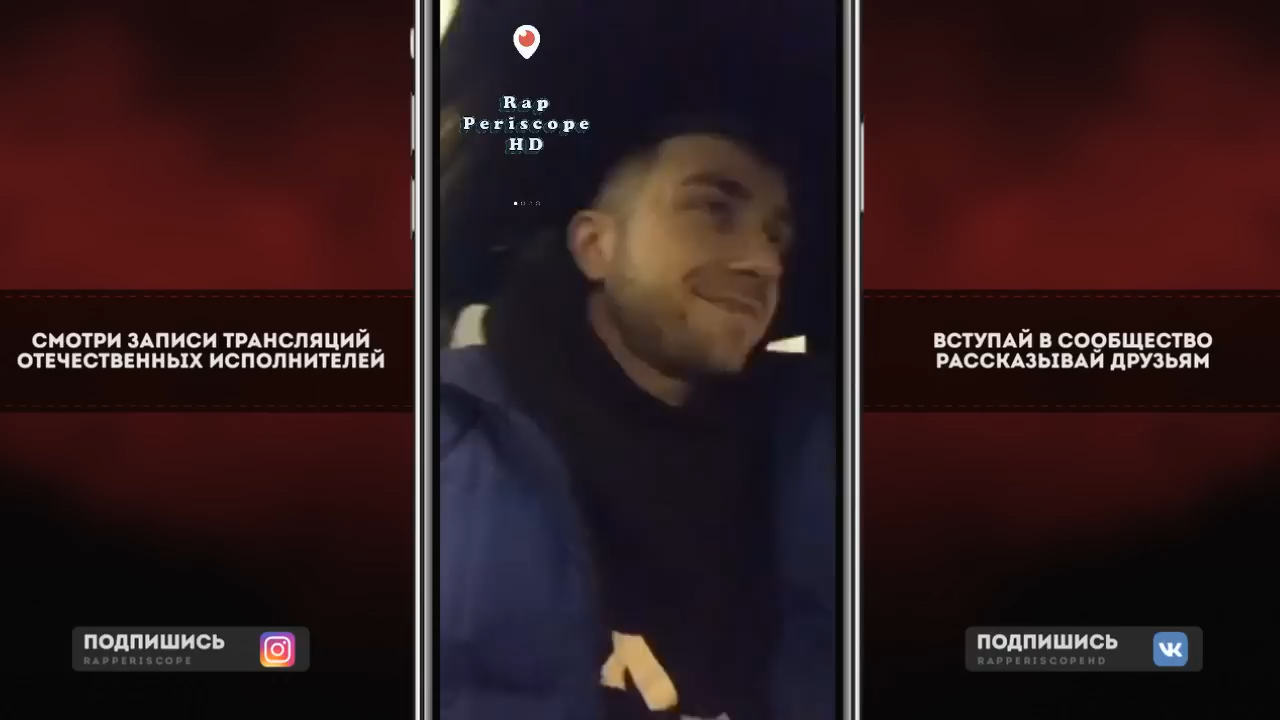 Rap
Periscope
HD
СМОТРИ ЗАПИСИ ТРАНСЛЯЦИЙ
ОТЕЧЕСТВЕННЫХ ИСПОЛНИТЕЛЕЙ
ВСТУПАЙ В СООБЩЕСТВО
РАССКАЗЫВАЙ ДРУЗЬЯМ
ПОДПИШИСЬ
RAPPERISCOPE
ПОДПИШИСЬ
RAPPERISCOPEHD